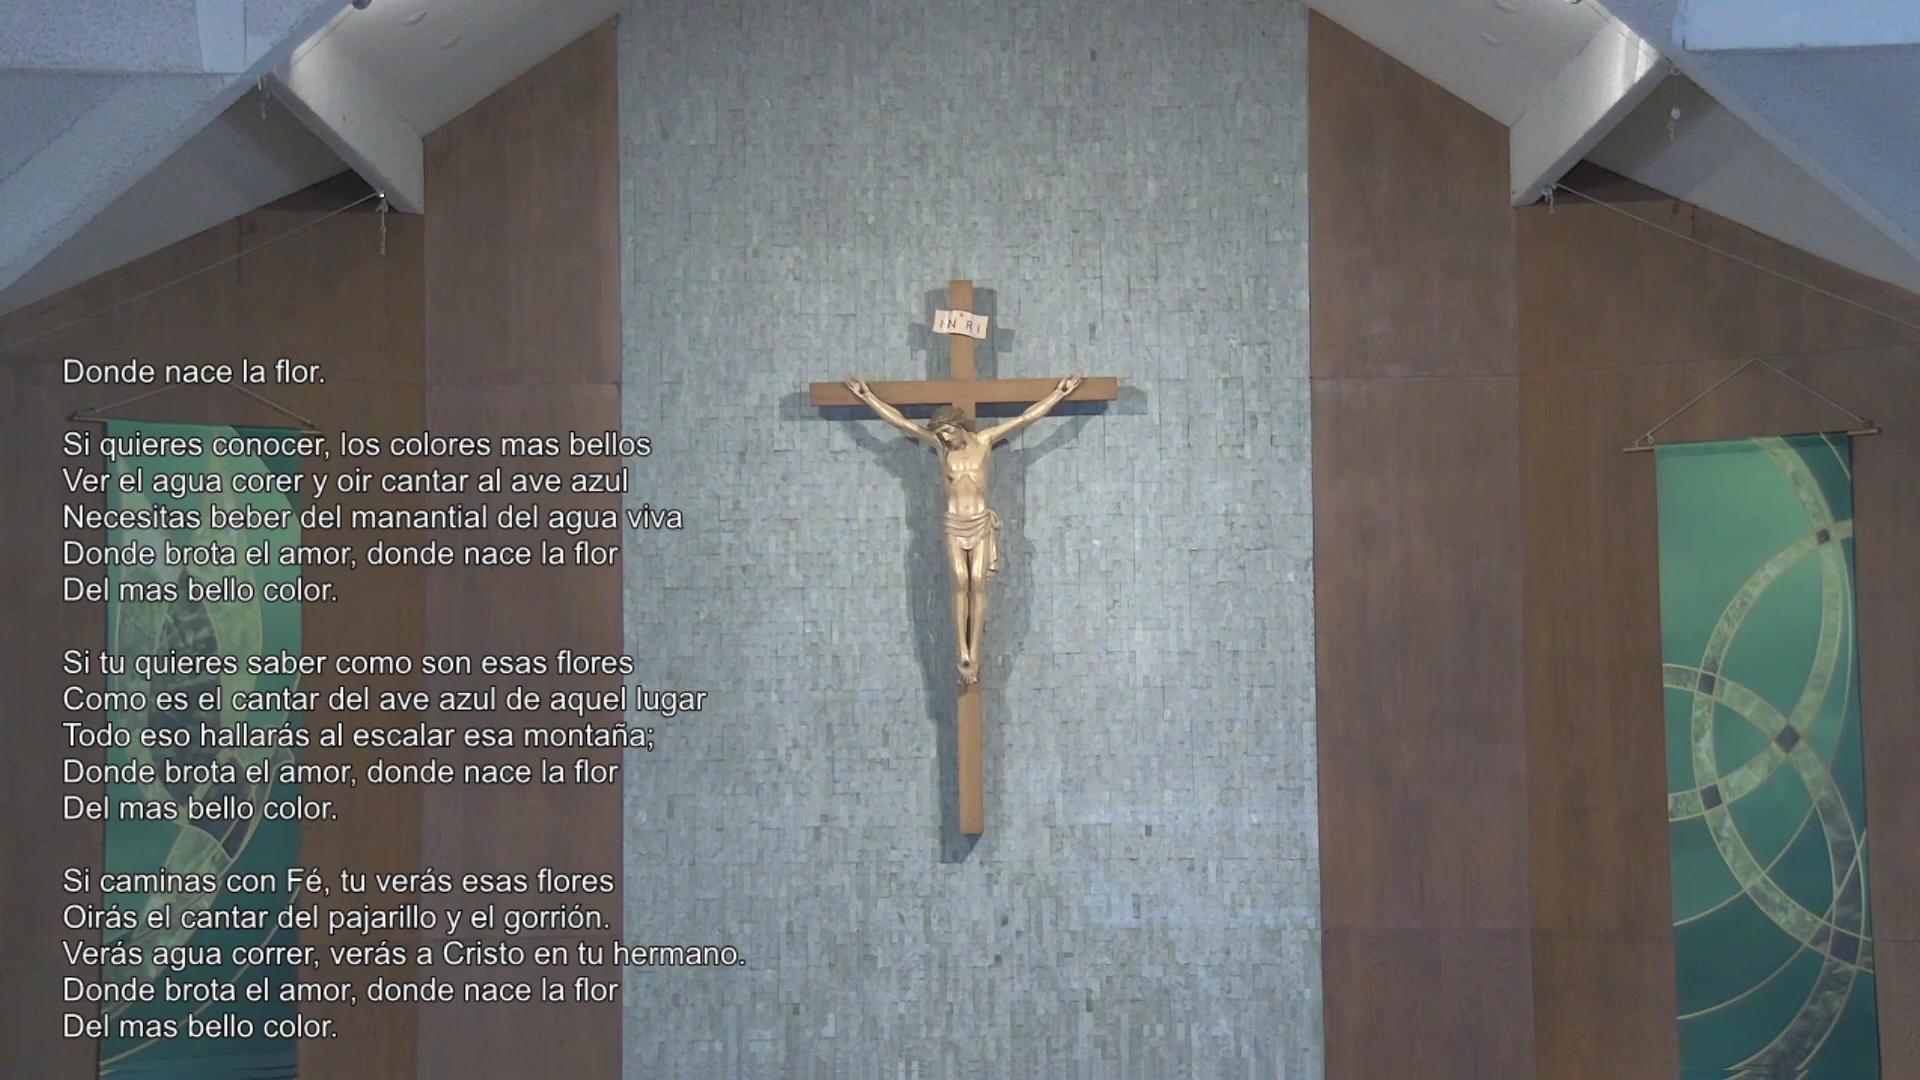 Donde nace la flor.
Si quieres conocer, los colores mas bellos
Ver el agua corer y oir cantar al ave azul
Necesitas beber del manantial del agua viva
Donde brota el amor, donde nace la flor
Del mas bello color.
Si tu quieres saber como son esas flores
Como es el cantar del ave azul de aquel lugar
Todo eso hallarás al escalar esa montaña;
Donde brota el amor, donde nace la flor
Del mas bello color.
Si caminas con Fé, tu verás esas flores
Oirás el cantar del pajarillo y el gorrión.
Verás agua correr, verás a Cristo en tu hermano.
Donde brota el amor, donde nace la flor
Del mas bello color.
INRI